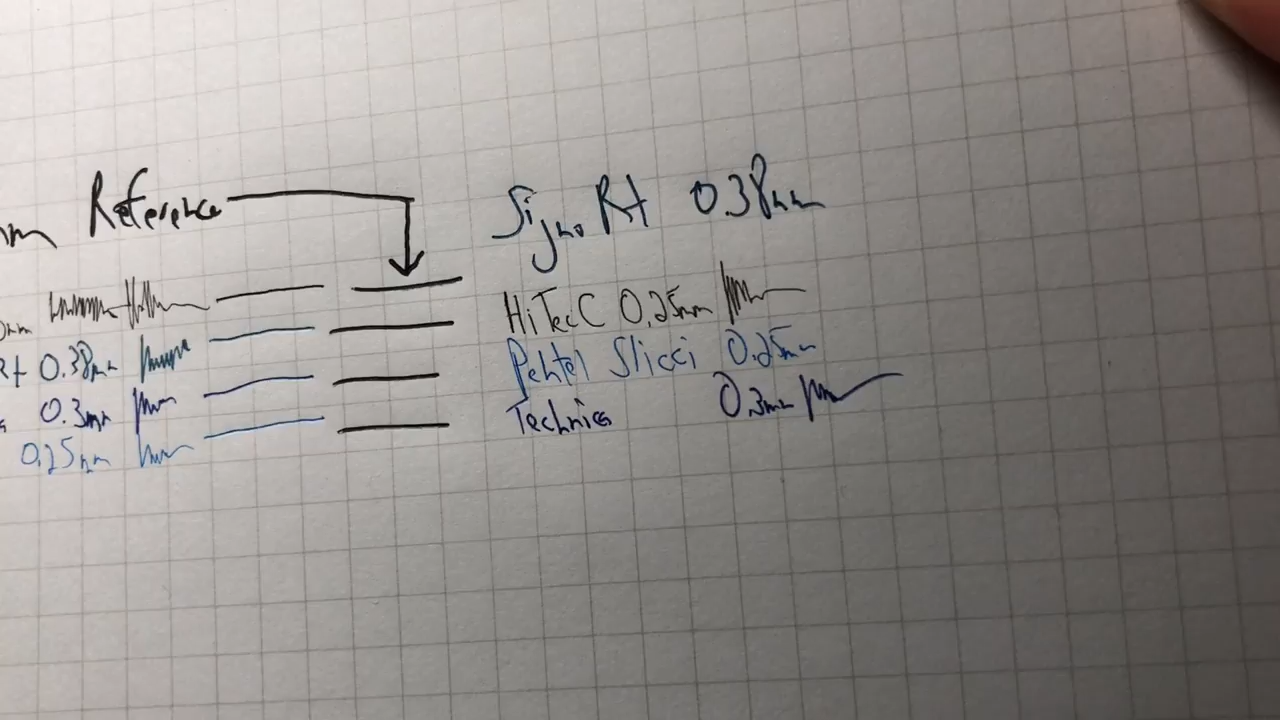 Reference
Signo Rt 0.38mm
HiTecC 0.25mm
Rt 0.38mm
Pentel Slicci 0.25mm
0.3mm
Technica 0.3mm
0.25mm